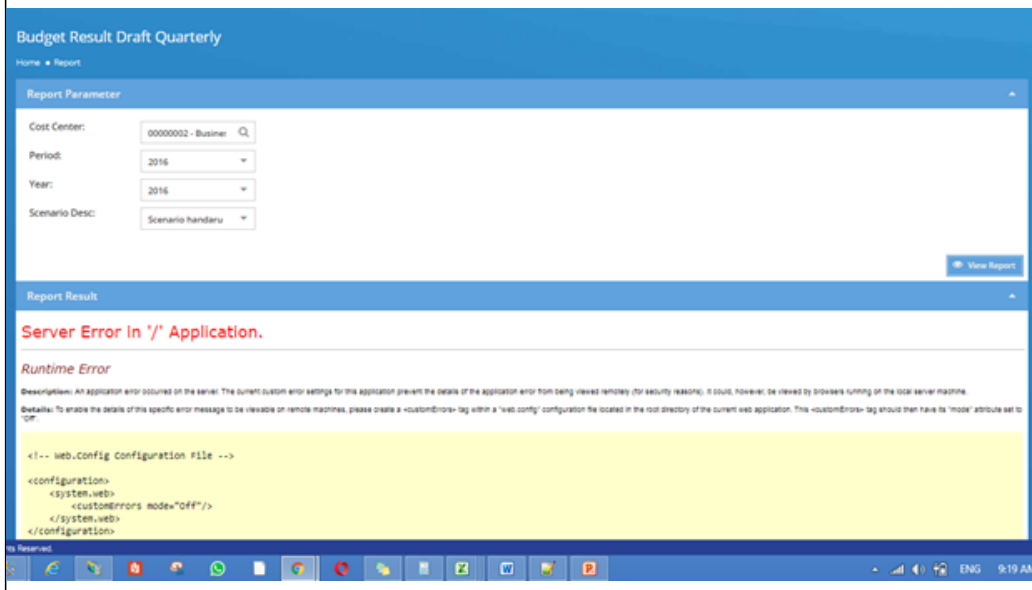 Budget Result Draft Quarterly
Home • Report
Report Parameter
Cost Center:
00000002 - Busines
Period:
2016
Year:
2016
Scenario Desc:
Scenario handaru
View Report
Report Result
Server Error in '/' Application.
Runtime Error
Description: An application error occurred on the server. The current custom error settings for this application prevent the details of the application error from being viewed remotely (for security reasons). It could, however, be viewed by browsers running on the local server machine.
Details: To enable the details of this specific error message to be viewable on remote machines, please create a <customErrors> tag within a "web.config" configuration file located in the root directory of the current web application. This <customErrors> tag should then have its "mode" attribute set to
"Off".
<!-- Web.Config Configuration File -->
<configuration>
<system.web>
<customErrors mode="Off"/>
</system.web>
</configuration>
ts Reserved.
ENG 9:19 AM